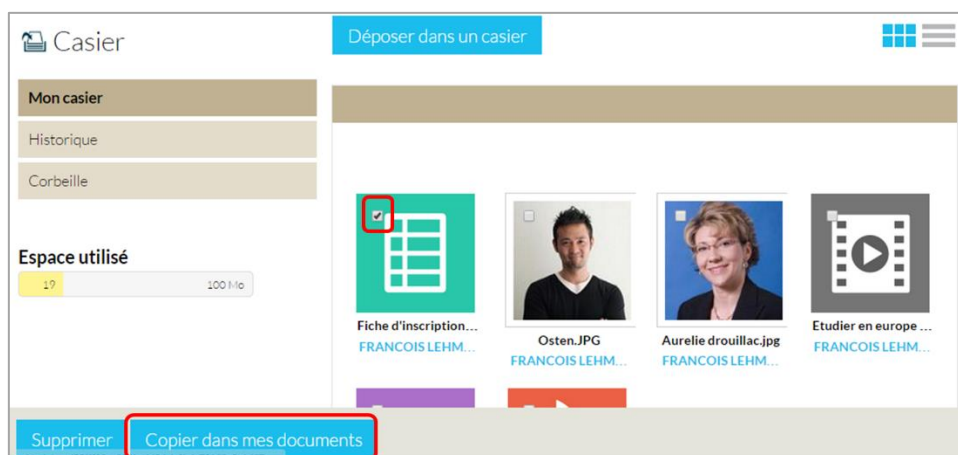 Casier
Déposer dans un casier
Mon casier
Historique
Corbeille
Espace utilisé
19 100 Mo
Fiche d'inscription...
FRANCOIS LEHM...
Osten.JPG
FRANCOIS LEHM...
Aurelie drouillac.jpg
FRANCOIS LEHM...
Etudier en europe ...
FRANCOIS LEHM...
Supprimer Copier dans mes documents